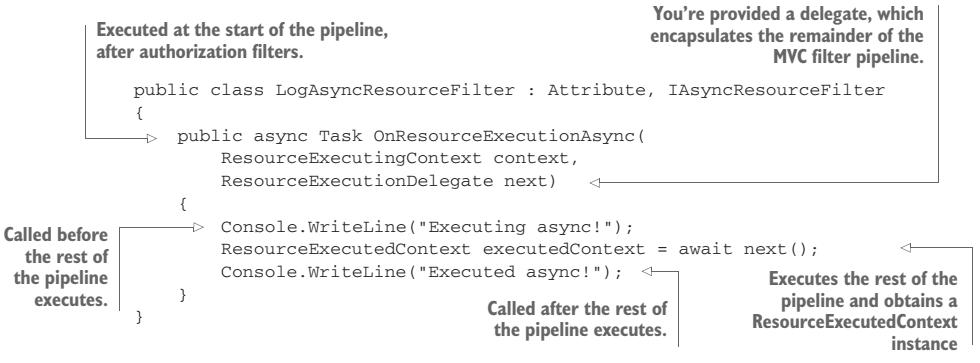 Executed at the start of the pipeline,
after authorization filters.
You're provided a delegate, which
encapsulates the remainder of the
MVC filter pipeline.
public class LogAsyncResourceFilter : Attribute, IAsyncResourceFilter
{
public async Task OnResourceExecutionAsync(
ResourceExecutingContext context,
ResourceExecutionDelegate next)
{
Called before
the rest of
the pipeline
executes.
Console.WriteLine("Executing async!");
ResourceExecutedContext executedContext = await next();
Console.WriteLine("Executed async!");
}
}
Called after the rest of
the pipeline executes.
Executes the rest of the
pipeline and obtains a
ResourceExecutedContext
instance